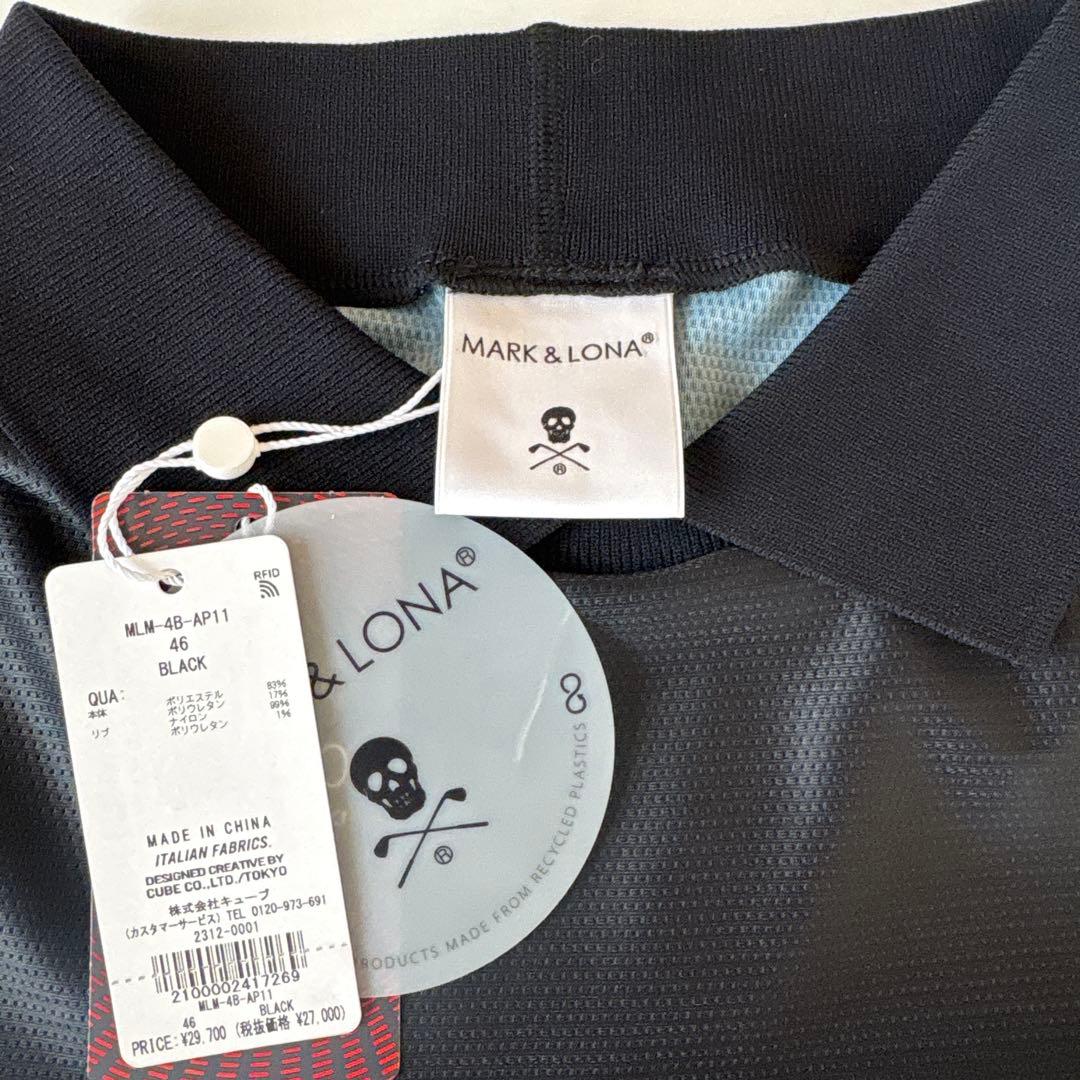 MARK & LONA®
®
RFID
MLM-4B-AP11
46
BLACK
QUA:
本体 ポリエステル 83%
ポリウレタン 17%
リブ ナイロン 99%
ポリウレタン 1%
MADE IN CHINA
ITALIAN FABRICS.
DESIGNED CREATIVE BY
CUBE CO.,LTD./TOKYO
株式会社キューブ
(カスタマーサービス) TEL 0120-973-691
2312-0001
2100002417269
MLM-4B-AP11
46 BLACK
PRICE:¥29,700 (税抜価格 ¥27,000)
& LONA®
®
PRODUCTS MADE FROM RECYCLED PLASTICS